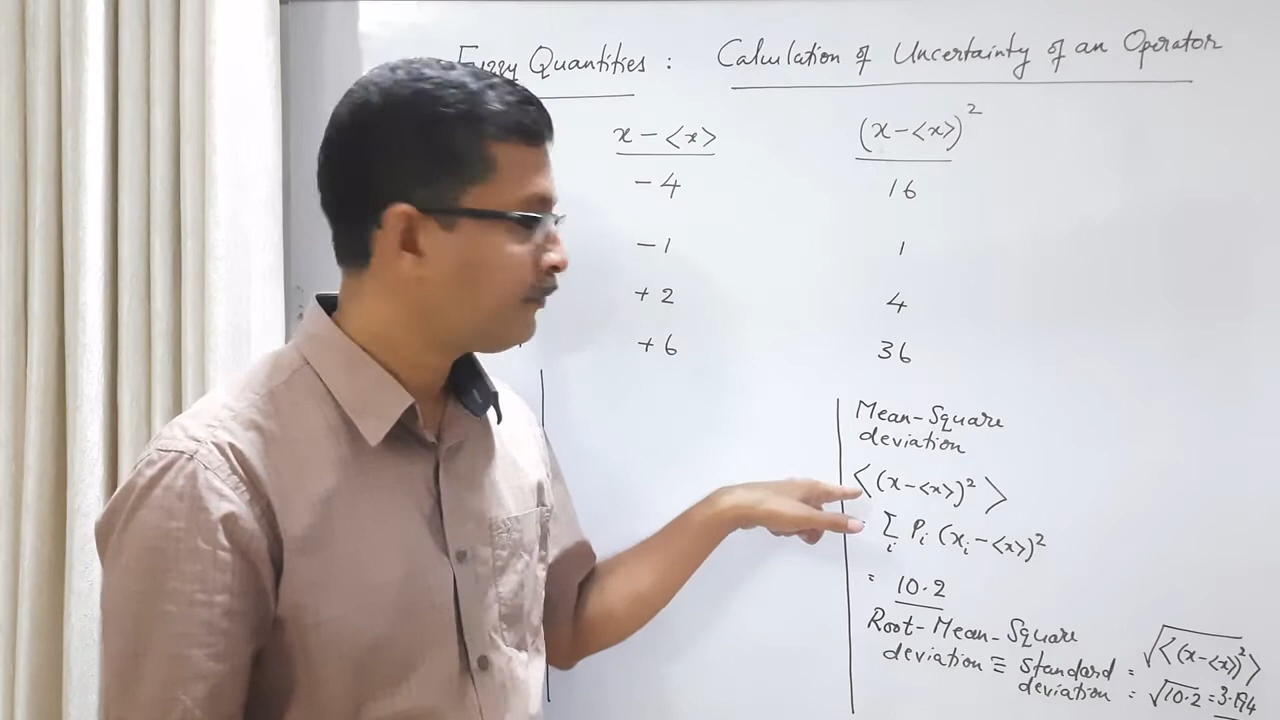 Fuzzy Quantities : Calculation of Uncertainty of an Operator
x - <x> (x - <x>)²
-4 16
-1 1
+2 4
+6 36
Mean-Square
deviation
<(x - <x>)²>
= Σᵢ Pᵢ (xᵢ - <x>)²
= 10.2
Root-Mean-Square
deviation ≡ Standard deviation = √<(x - <x>)²>
= √10.2 = 3.194